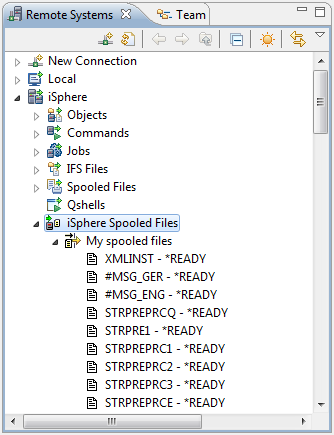 Remote Systems Team
New Connection
Local
iSphere
Objects
Commands
Jobs
IFS Files
Spooled Files
Qshells
iSphere Spooled Files
My spooled files
XMLINST - *READY
#MSG_GER - *READY
#MSG_ENG - *READY
STRPREPRCQ - *READY
STRPRE1 - *READY
STRPREPRC1 - *READY
STRPREPRC2 - *READY
STRPREPRC3 - *READY
STRPREPRCE - *READY